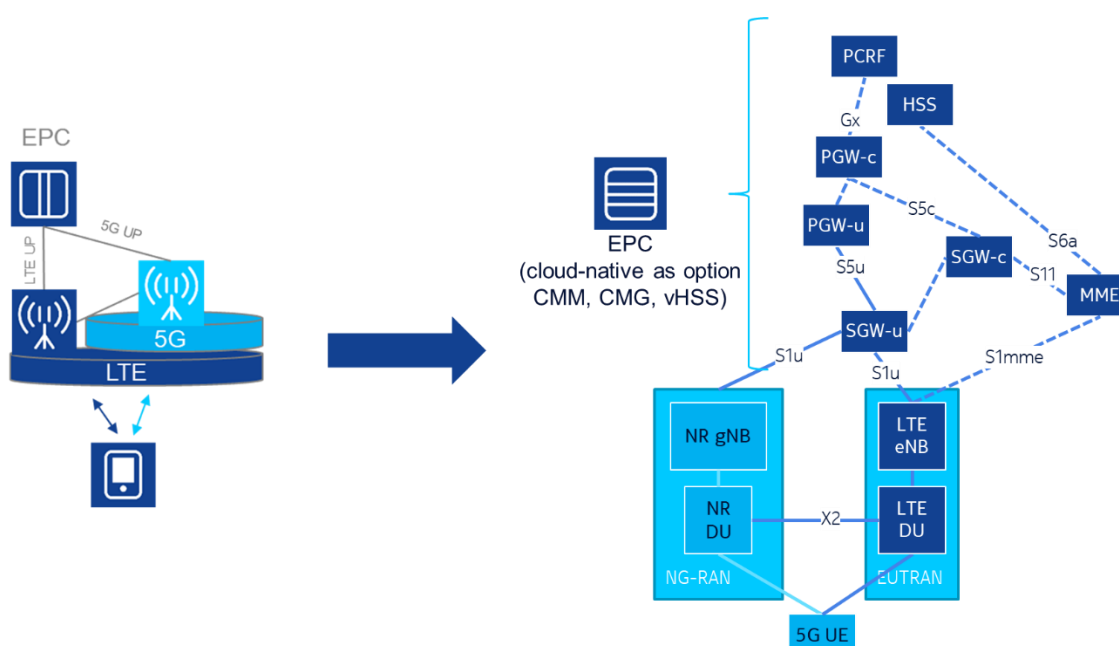 EPC
5G UP
LTE UP
5G
LTE
EPC
(cloud-native as option
CMM, CMG, vHSS)
PCRF
HSS
Gx
PGW-c
S5c
PGW-u
S6a
SGW-c
S5u
S11
MME
SGW-u
S1u
S1u
S1mme
NR gNB
LTE
eNB
NR
DU
X2
LTE
DU
NG-RAN
EUTRAN
5G UE